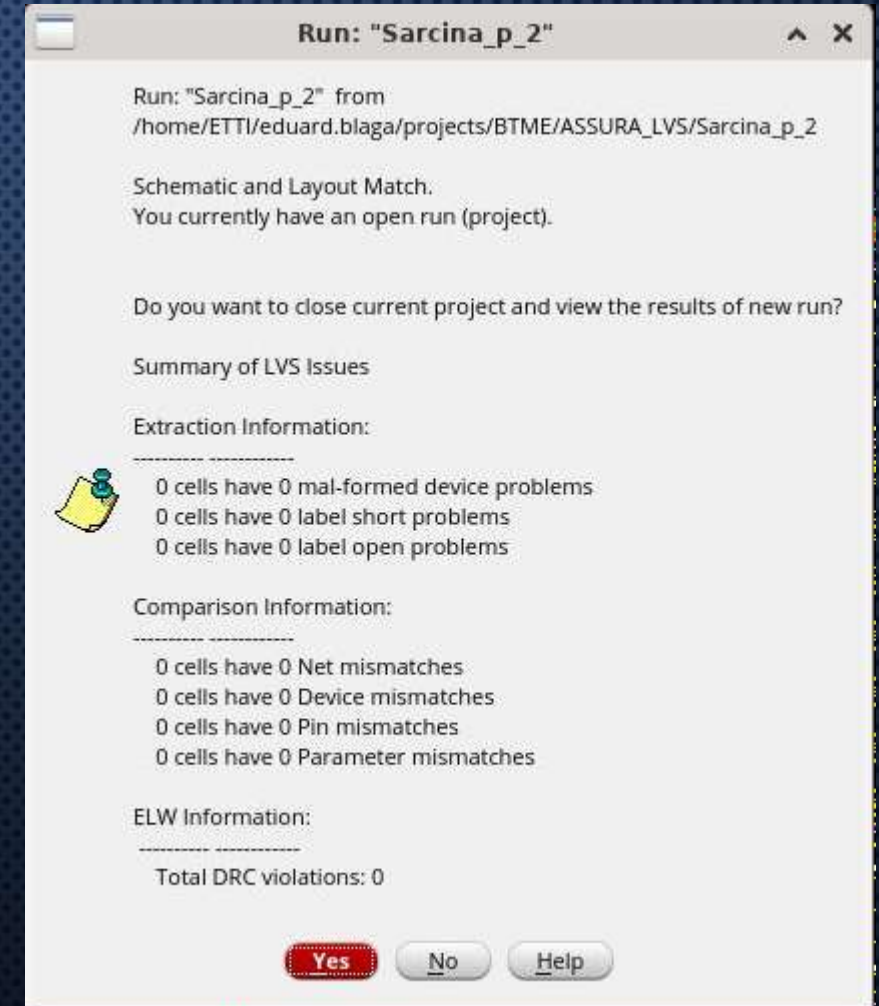 Run: "Sarcina_p_2"
Run: "Sarcina_p_2" from
/home/ETTI/eduard.blaga/projects/BTME/ASSURA_LVS/Sarcina_p_2
Schematic and Layout Match.
You currently have an open run (project).
Do you want to close current project and view the results of new run?
Summary of LVS Issues
Extraction Information:
---------- ------------
0 cells have 0 mal-formed device problems
0 cells have 0 label short problems
0 cells have 0 label open problems
Comparison Information:
---------- ------------
0 cells have 0 Net mismatches
0 cells have 0 Device mismatches
0 cells have 0 Pin mismatches
0 cells have 0 Parameter mismatches
ELW Information:
---------- ------------
Total DRC violations: 0
Yes No Help